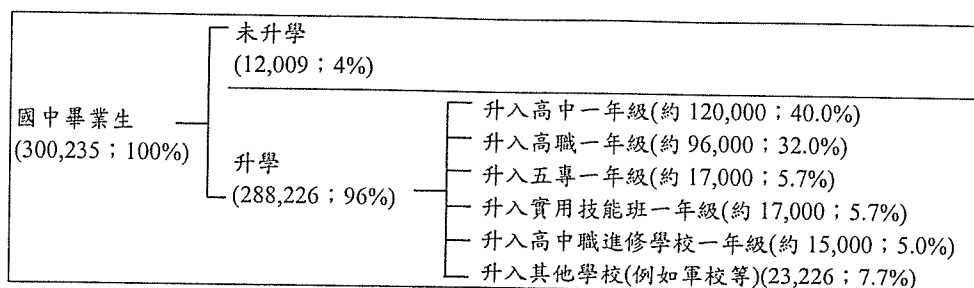 未升學
(12,009；4%)
國中畢業生
(300,235；100%)
升學
(288,226；96%)
升入高中一年級(約 120,000；40.0%)
升入高職一年級(約 96,000；32.0%)
升入五專一年級(約 17,000；5.7%)
升入實用技能班一年級(約 17,000；5.7%)
升入高中職進修學校一年級(約 15,000；5.0%)
升入其他學校(例如軍校等)(23,226；7.7%)